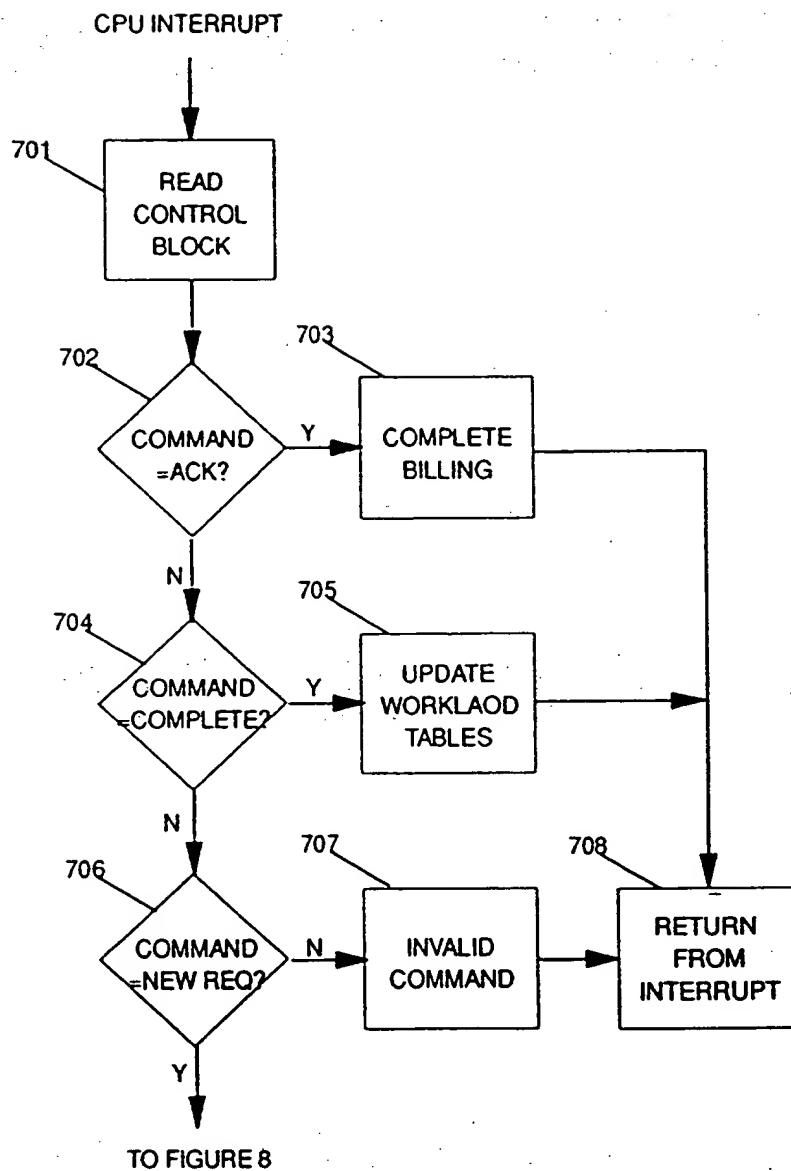 CPU INTERRUPT
701
READ
CONTROL
BLOCK
702
COMMAND
=ACK?
Y
703
COMPLETE
BILLING
N
704
COMMAND
=COMPLETE?
Y
705
UPDATE
WORKLAOD
TABLES
N
706
COMMAND
=NEW REQ?
N
707
INVALID
COMMAND
708
RETURN
FROM
INTERRUPT
Y
TO FIGURE 8